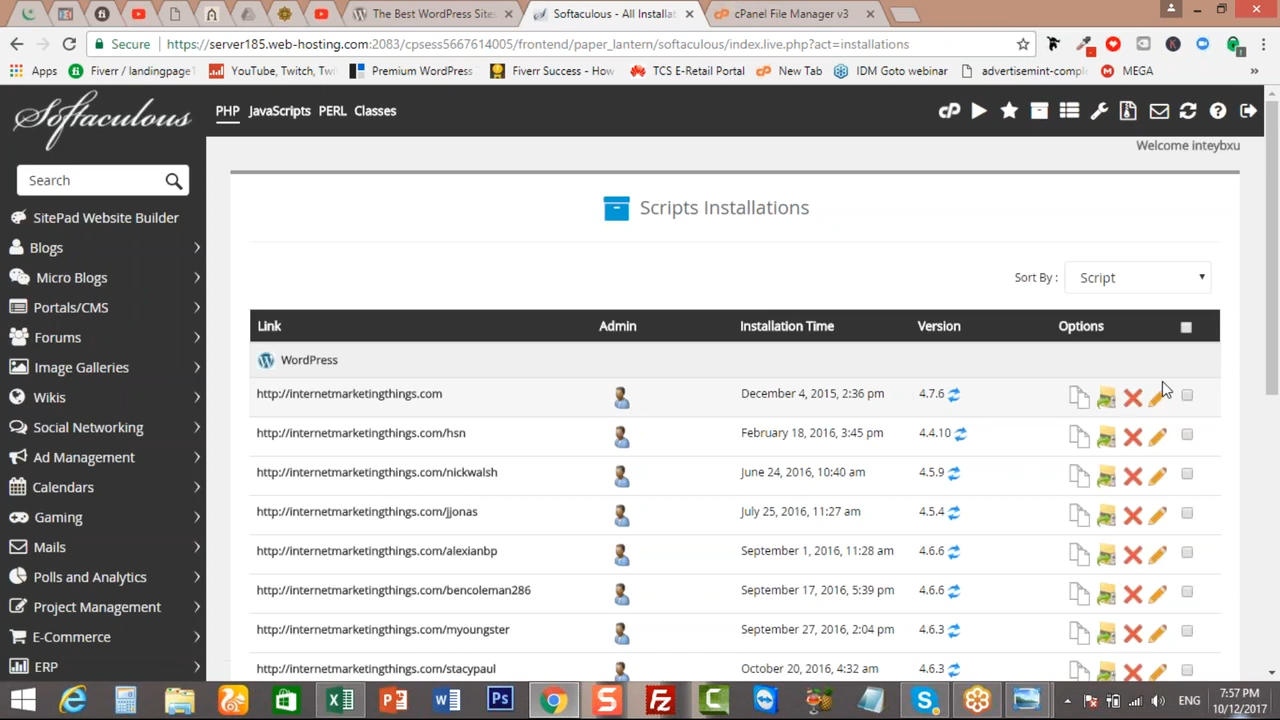 The Best WordPress Site
Softaculous - All Installa
cPanel File Manager v3
Secure
https://server185.web-hosting.com:2083/cpsess5667614005/frontend/paper_lantern/softaculous/index.live.php?act=installations
Apps
Fiverr / landingpage
YouTube, Twitch, Twi
Premium WordPress
Fiverr Success - How
TCS E-Retail Portal
New Tab
IDM Goto webinar
advertisemint-comple
MEGA
Softaculous
PHP JavaScripts PERL Classes
Welcome inteybxu
Search
SitePad Website Builder
Blogs
Micro Blogs
Portals/CMS
Forums
Image Galleries
Wikis
Social Networking
Ad Management
Calendars
Gaming
Mails
Polls and Analytics
Project Management
E-Commerce
ERP
Scripts Installations
Sort By : Script
Link Admin Installation Time Version Options
WordPress
http://internetmarketingthings.com December 4, 2015, 2:36 pm 4.7.6
http://internetmarketingthings.com/hsn February 18, 2016, 3:45 pm 4.4.10
http://internetmarketingthings.com/nickwalsh June 24, 2016, 10:40 am 4.5.9
http://internetmarketingthings.com/jjonas July 25, 2016, 11:27 am 4.5.4
http://internetmarketingthings.com/alexianbp September 1, 2016, 11:28 am 4.6.6
http://internetmarketingthings.com/bencoleman286 September 17, 2016, 5:39 pm 4.6.6
http://internetmarketingthings.com/myoungster September 27, 2016, 2:04 pm 4.6.3
http://internetmarketingthings.com/stacypaul October 20, 2016, 4:32 am 4.6.3
ENG
7:57 PM
10/12/2017